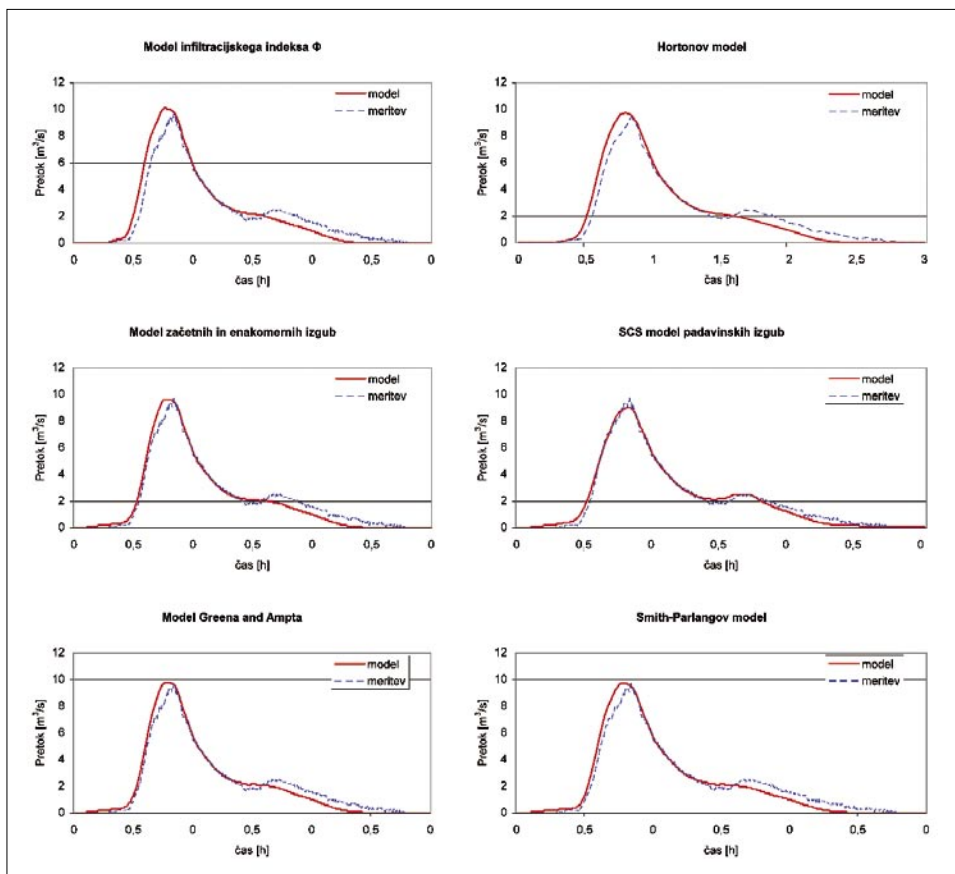 Model infiltracijskega indeksa Φ
12
10
8
6
4
2
0
Pretok [m³/s]
model
meritev
0 0,5 0 0,5 0 0,5 0
čas [h]
Hortonov model
12
10
8
6
4
2
0
Pretok [m³/s]
model
meritev
0 0,5 1 1,5 2 2,5 3
čas [h]
Model začetnih in enakomernih izgub
12
10
8
6
4
2
0
Pretok [m³/s]
model
meritev
0 0,5 0 0,5 0 0,5 0
čas [h]
SCS model padavinskih izgub
12
10
8
6
4
2
0
Pretok [m³/s]
model
meritev
0 0,5 0 0,5 0 0,5 0
čas [h]
Model Greena and Ampta
12
10
8
6
4
2
0
Pretok [m³/s]
model
meritev
0 0,5 0 0,5 0 0,5 0
čas [h]
Smith-Parlangov model
12
10
8
6
4
2
0
Pretok [m³/s]
model
meritev
0 0,5 0 0,5 0 0,5 0
čas [h]